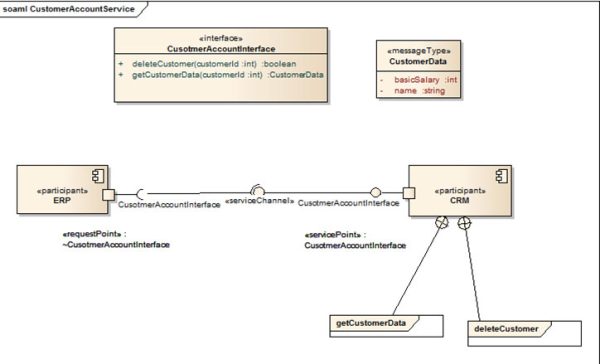 soaml CustomerAccountService
«interface»
CusotmerAccountInterface
+ deleteCustomer(customerId :int) :boolean
+ getCustomerData(customerId :int) :CustomerData
«messageType»
CustomerData
- basicSalary :int
- name :string
«participant»
ERP
CusotmerAccountInterface
«serviceChannel»
CusotmerAccountInterface
«participant»
CRM
«requestPoint» :
~CusotmerAccountInterface
«servicePoint» :
CusotmerAccountInterface
getCustomerData
deleteCustomer